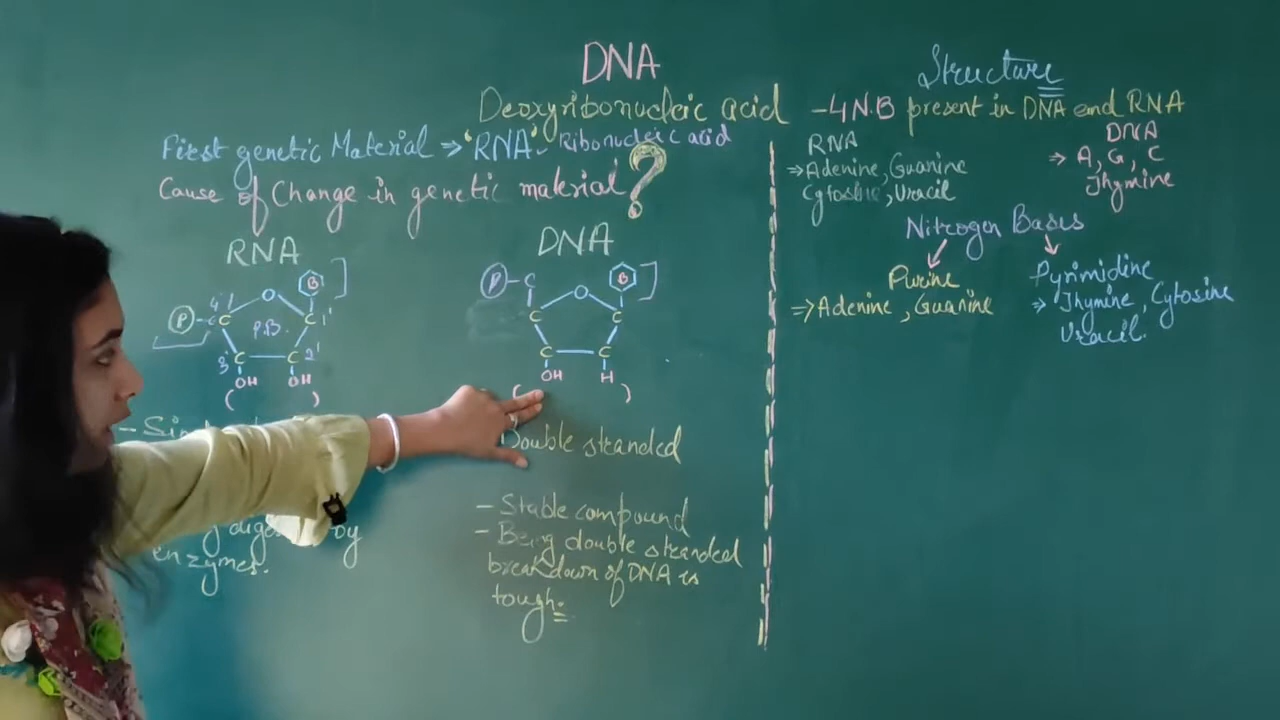 DNA
Deoxyribonucleic acid
First genetic Material ⇒ 'RNA'- Ribonucleic acid
Cause of Change in genetic material ?
RNA
B
O
P
4'
C
P.B.
C
1'
3'
C
C
2'
OH
OH
( )
enzymes.
by
DNA
P
C
B
O
C
C
C
C
OH
H
( )
Double stranded
- Stable compound
- Being double stranded
breakdown of DNA is
tough.
Structure
- 4 N.B present in DNA and RNA
RNA
⇒ Adenine, Guanine
Cytosine, Uracil
DNA
⇒ A, G, C
Thymine
Nitrogen Bases
Purine
⇒ Adenine, Guanine
Pyrimidine
⇒ Thymine, Cytosine
Uracil.